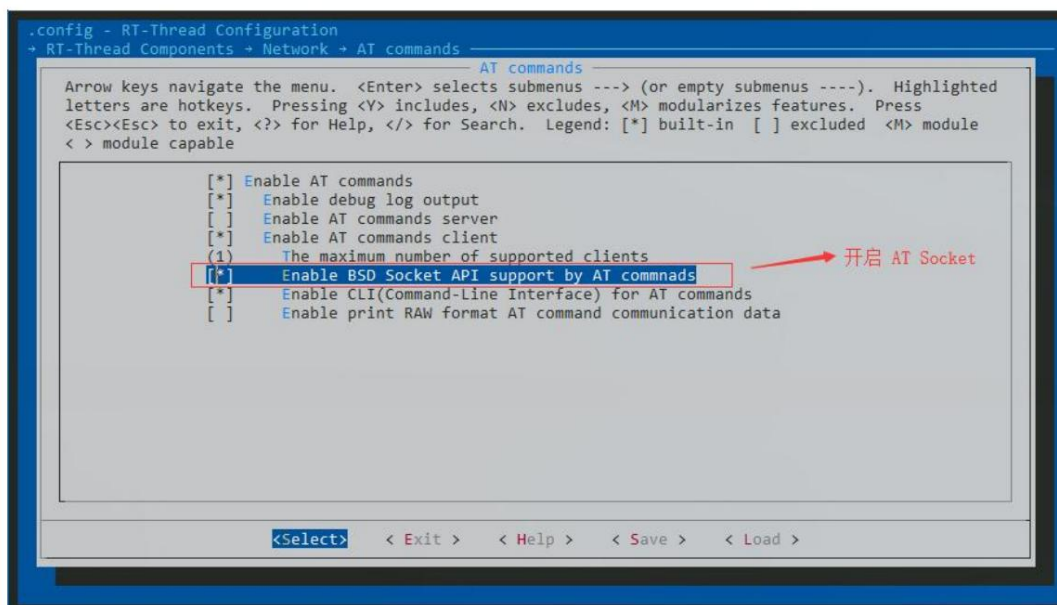 .config - RT-Thread Configuration
→ RT-Thread Components → Network → AT commands
AT commands
Arrow keys navigate the menu. <Enter> selects submenus ---> (or empty submenus ----). Highlighted
letters are hotkeys. Pressing <Y> includes, <N> excludes, <M> modularizes features. Press
<Esc><Esc> to exit, <?> for Help, </> for Search. Legend: [*] built-in [ ] excluded <M> module
< > module capable
[*] Enable AT commands
[*] Enable debug log output
[ ] Enable AT commands server
[*] Enable AT commands client
(1) The maximum number of supported clients
[*] Enable BSD Socket API support by AT commnads
开启 AT Socket
[*] Enable CLI(Command-Line Interface) for AT commands
[ ] Enable print RAW format AT command communication data
<Select> < Exit > < Help > < Save > < Load >